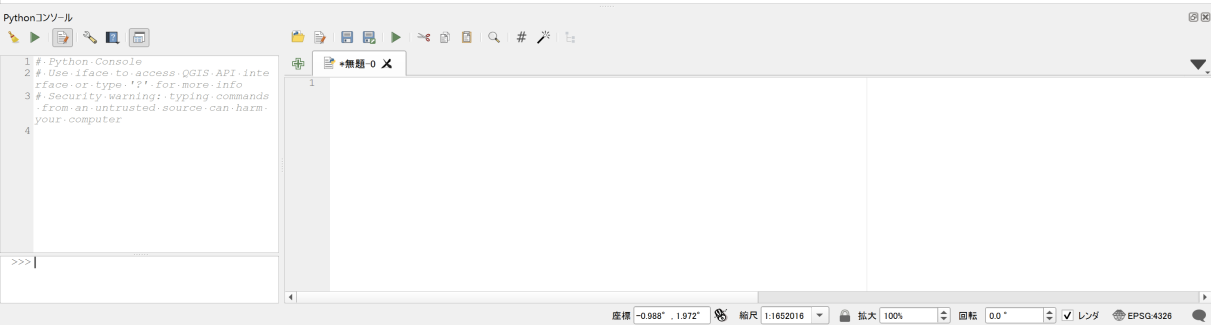 Pythonコンソール
1 # Python Console
2 # Use iface to access QGIS API inte
rface or type '?' for more info
3 # Security warning: typing commands
from an untrusted source can harm
your computer
4
>>>
*無題-0
1
座標 -0.988°, 1.972° 縮尺 1:1652016 拡大 100% 回転 0.0 ° レンダ EPSG:4326